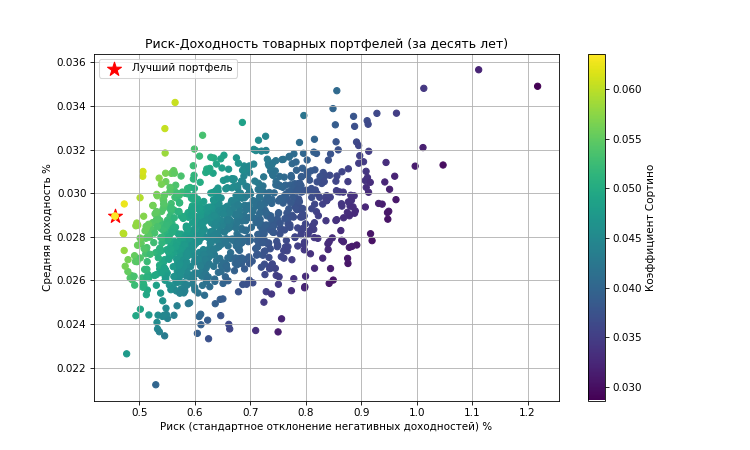 Риск-Доходность товарных портфелей (за десять лет)
Лучший портфель
Средняя доходность %
0.036
0.034
0.032
0.030
0.028
0.026
0.024
0.022
0.5 0.6 0.7 0.8 0.9 1.0 1.1 1.2
Риск (стандартное отклонение негативных доходностей) %
0.060
0.055
0.050
0.045
0.040
0.035
0.030
Коэффициент Сортино